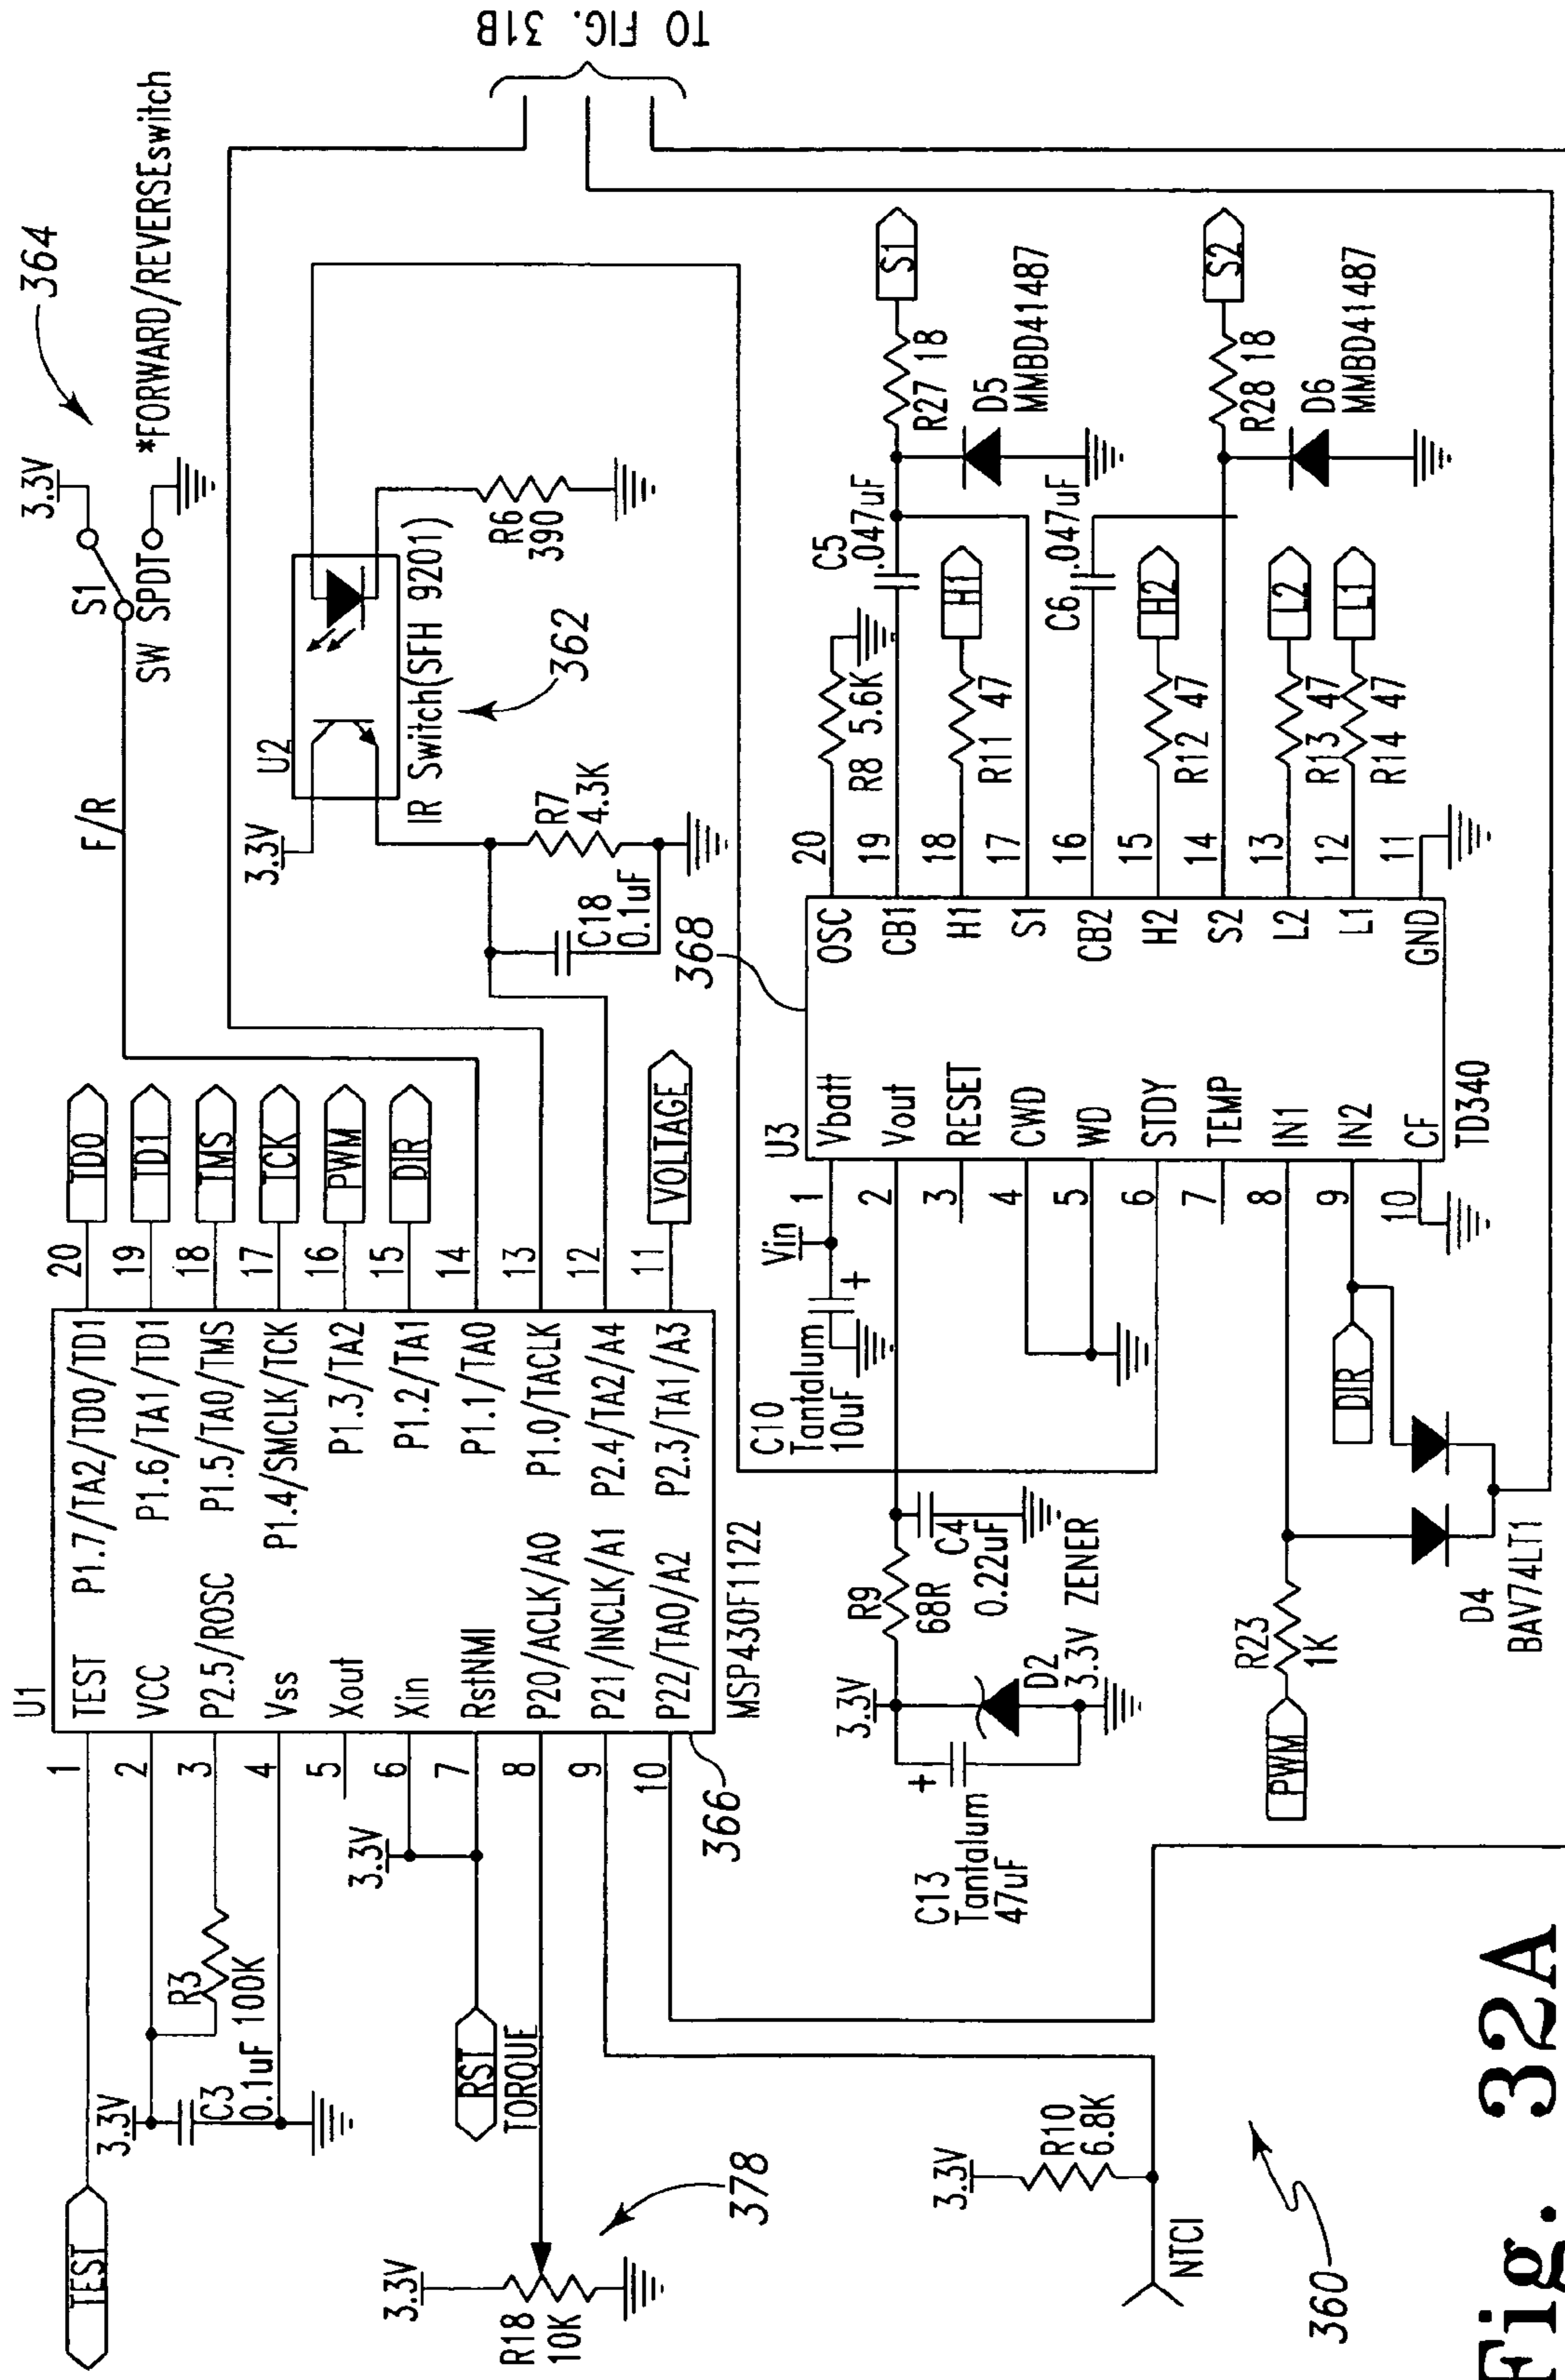 TEST
3.3V
C3
0.1uF
R3
100K
3.3V
RST
TORQUE
3.3V
R18
10K
378
3.3V
R10
6.8K
NTCI
360
U1
1 TEST
2 VCC
3 P2.5/ROSC
4 Vss
5 Xout
6 Xin
7 RstNMI
8 P20/ACLK/A0
9 P21/INCLK/A1
10 P22/TA0/A2
P1.7/TA2/TD0/TD1 20
P1.6/TA1/TD1 19
P1.5/TA0/TMS 18
P1.4/SMCLK/TCK 17
P1.3/TA2 16
P1.2/TA1 15
P1.1/TA0 14
P1.0/TACLK 13
P2.4/TA2/A4 12
P2.3/TA1/A3 11
MSP430F1122
366
TD0
TD1
TMS
TCK
PWM
DIR
VOLTAGE
F/R
S1
SW SPDT
3.3V
*FORWARD/REVERSEswitch
364
TO FIG. 31B
3.3V
U2
IR Switch(SFH 9201)
362
R6
390
R7
4.3K
C18
0.1uF
368
C13
Tantalum
47uF
3.3V
D2
3.3V ZENER
R9
68R
C4
0.22uF
C10
Tantalum
10uF
Vin
U3
1 Vbatt
2 Vout
3 RESET
4 CWD
5 WD
6 STDY
7 TEMP
8 IN1
9 IN2
10 CF
OSC 20
CB1 19
H1 18
S1 17
CB2 16
H2 15
S2 14
L2 13
L1 12
GND 11
TD340
R8 5.6K
C5
.047uF
H1
R11 47
C6
.047uF
H2
R12 47
L2
R13 47
L1
R14 47
R27 18
S1
D5
MMBD41487
R28 18
S2
D6
MMBD41487
PWM
R23
1K
DIR
D4
BAV74LT1
Fig. 32A